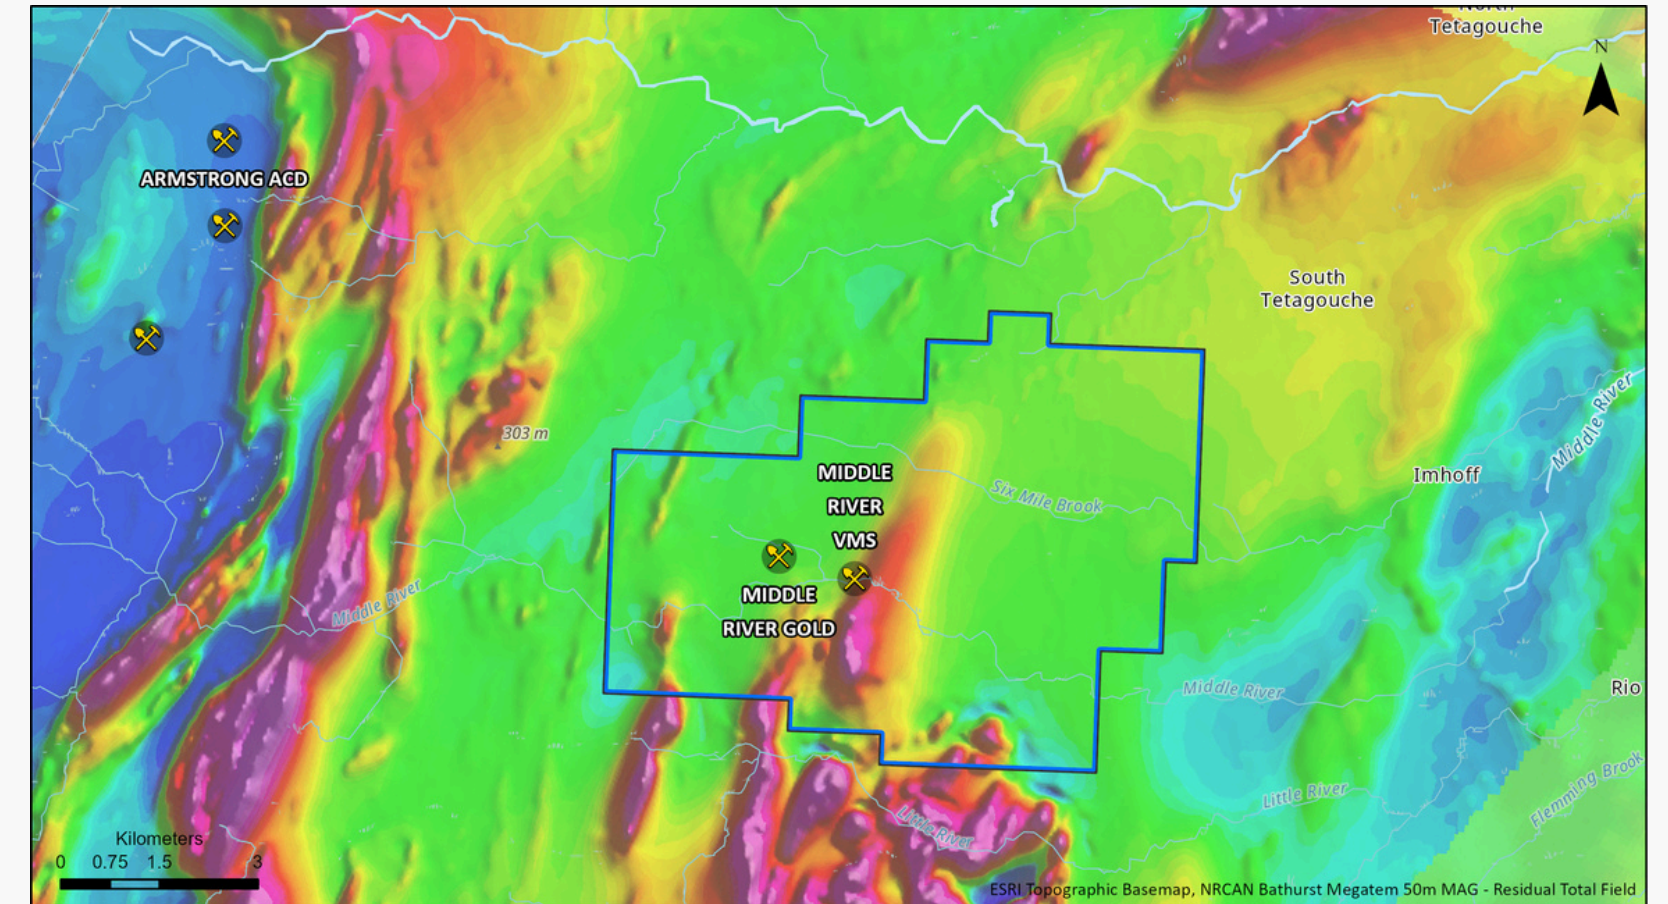 North
Tetagouche
N
ARMSTRONG ACD
South
Tetagouche
Middle River
303 m
MIDDLE
RIVER
VMS
Six Mile Brook
Imhoff
MIDDLE
RIVER GOLD
Middle River
Middle River
Rio
Little River
Flemming Brook
Little River
Kilometers
0 0.75 1.5 3
ESRI Topographic Basemap, NRCAN Bathurst Megatem 50m MAG - Residual Total Field